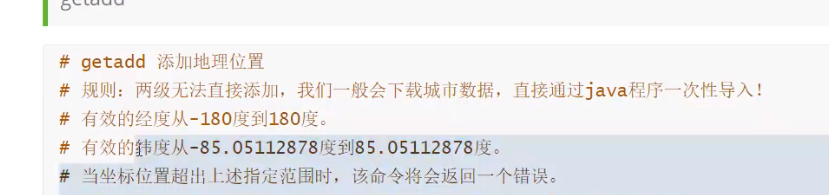 getadd
# getadd 添加地理位置
# 规则：两级无法直接添加，我们一般会下载城市数据，直接通过java程序一次性导入！
# 有效的经度从-180度到180度。
# 有效的纬度从-85.05112878度到85.05112878度。
# 当坐标位置超出上述指定范围时，该命令将会返回一个错误。